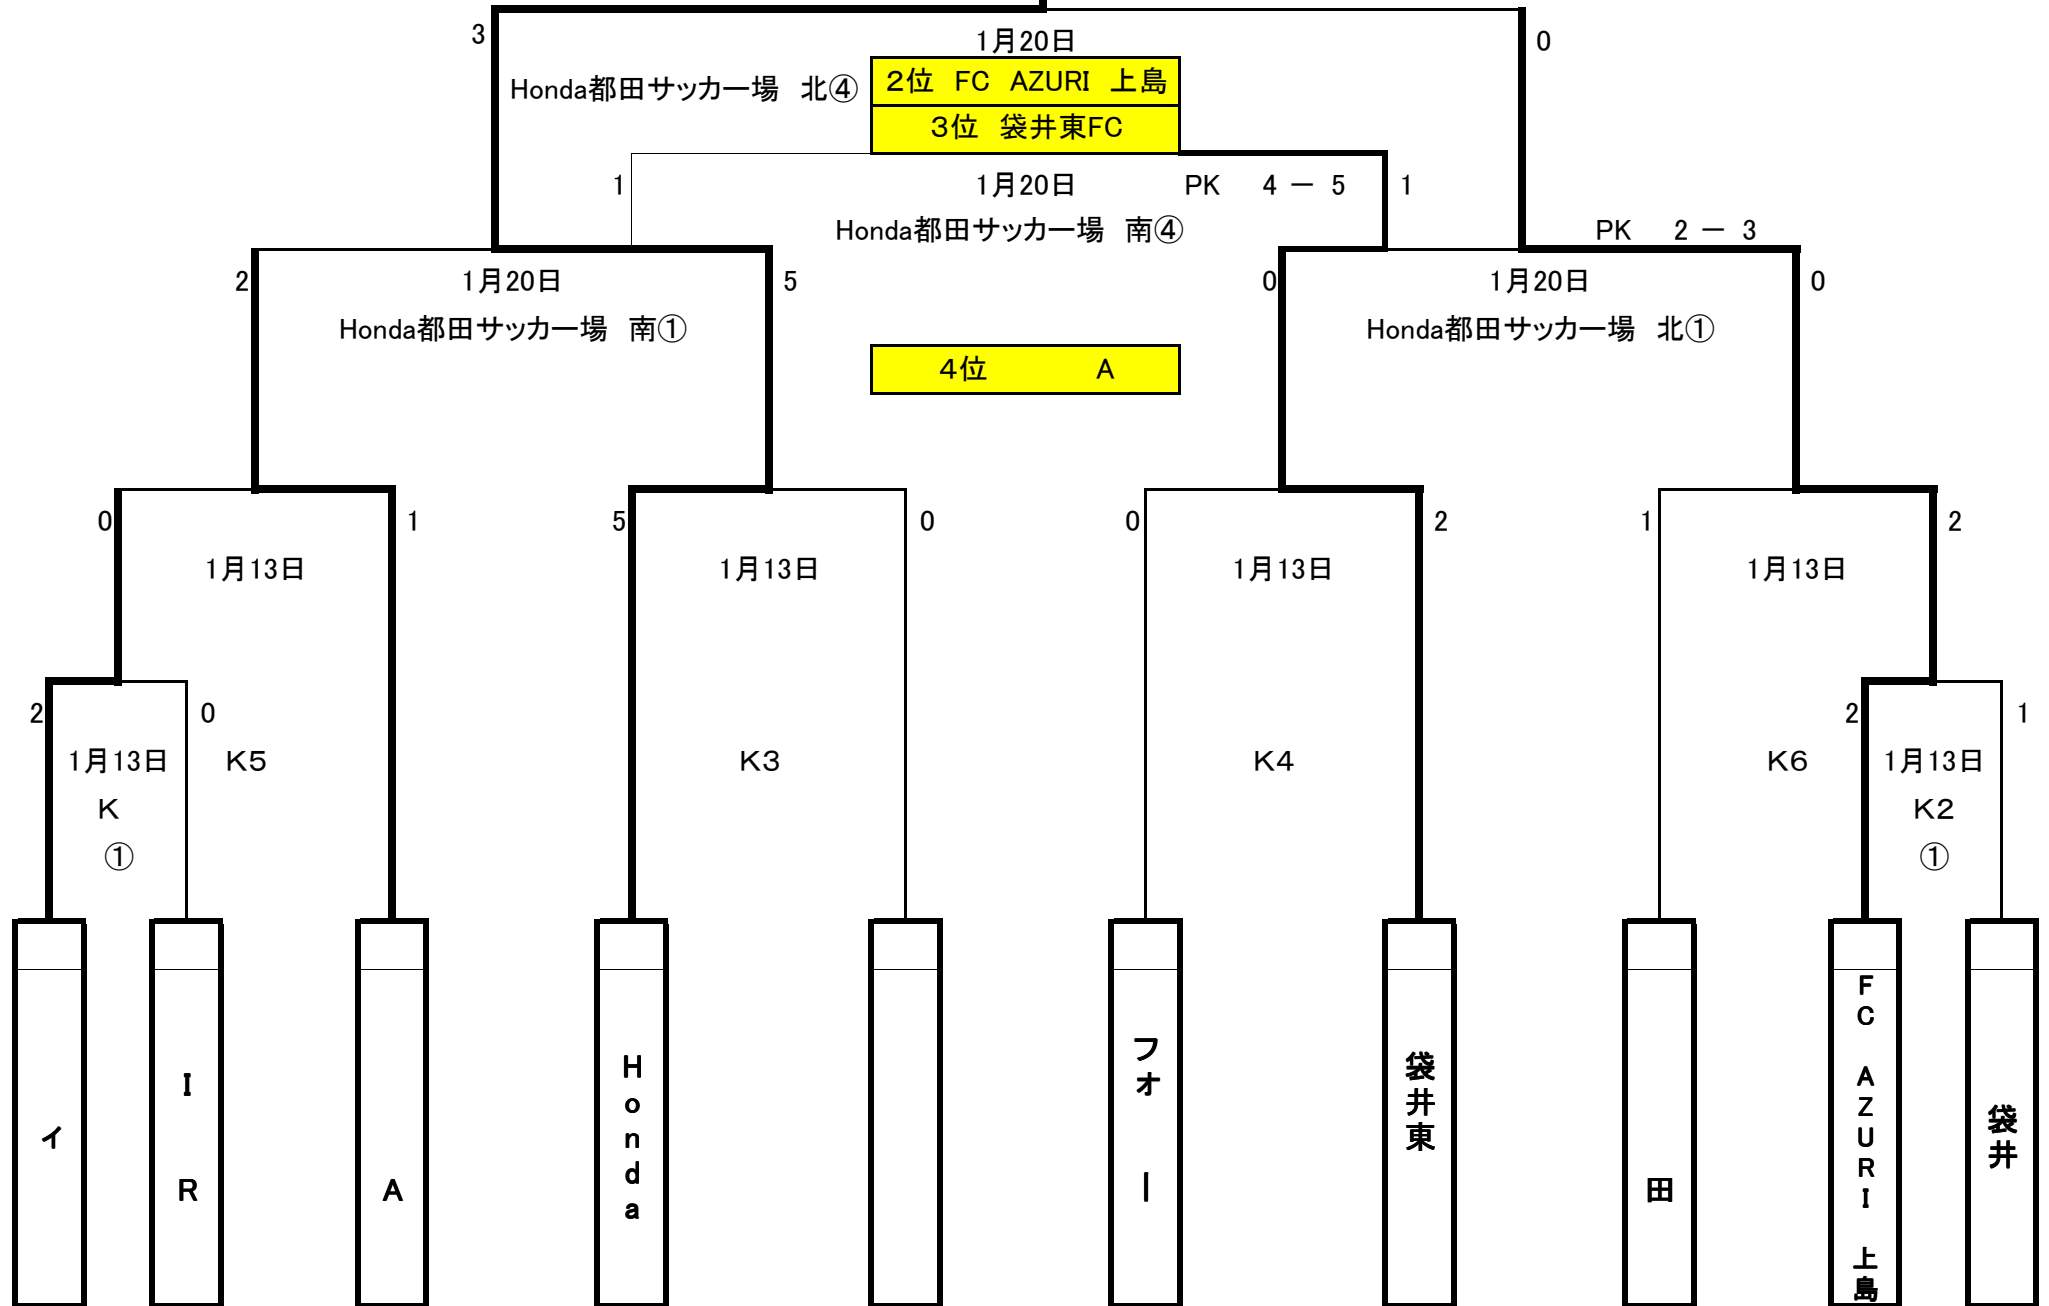 3
1月20日
0
Honda都田サッカー場　北④
2位　FC　AZURI　上島
3位　袋井東FC
1
1月20日
PK　4 － 5
1
Honda都田サッカー場　南④
PK　2 － 3
2
1月20日
5
0
1月20日
0
Honda都田サッカー場　南①
Honda都田サッカー場　北①
4位　A
0
1
5
0
0
2
1
2
1月13日
1月13日
1月13日
1月13日
2
0
2
1
1月13日
K5
K3
K4
K6
1月13日
K
K2
①
①
イ
I R
A
Honda
フォー
袋井東
田
FC AZURI 上島
袋井